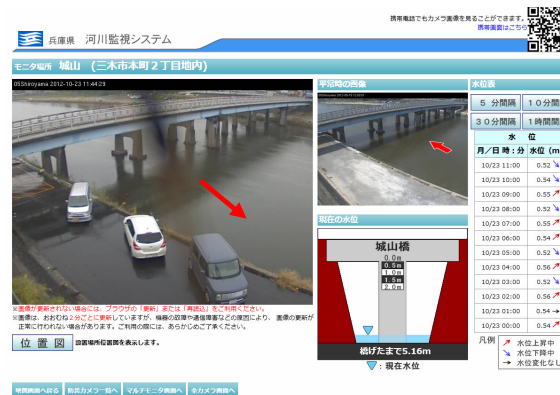 携帯電話でもカメラ画像を見ることができます。
携帯画面はこちら
兵庫県 河川監視システム
モニタ場所 城山 (三木市本町2丁目地内)
05Shiroyama 2012-10-23 11:44:29
平常時の画像
水位表
5 分間隔 10分間
30分間隔 1時間間
水 位
月/日 時:分 水位 (m
10/23 11:00 0.52
10/23 10:00 0.54
10/23 09:00 0.55
10/23 08:00 0.52
10/23 07:00 0.55
10/23 06:00 0.54
10/23 05:00 0.52
10/23 04:00 0.56
10/23 03:00 0.52
10/23 02:00 0.56
10/23 01:00 0.54 →
10/23 00:00 0.54
凡例
水位上昇中
水位下降中
→ 水位変化なし
現在の水位
城山橋
0.0m
0.5m
1.0m
1.5m
2.0m
橋げたまで5.16m
:現在水位
※画像が更新されない場合には、ブラウザの「更新」または「再読込」をご利用ください。
※画像は、おおむね2分ごとに更新していますが、機器の故障や通信障害などの原因により、画像の更新が
正常に行われない場合があります。ご利用の際には、あらかじめご了承ください。
位 置 図 設置場所位置図を表示します。
地図画面へ戻る 防災カメラ一覧へ マルチモニタ画面へ 全カメラ画面へ